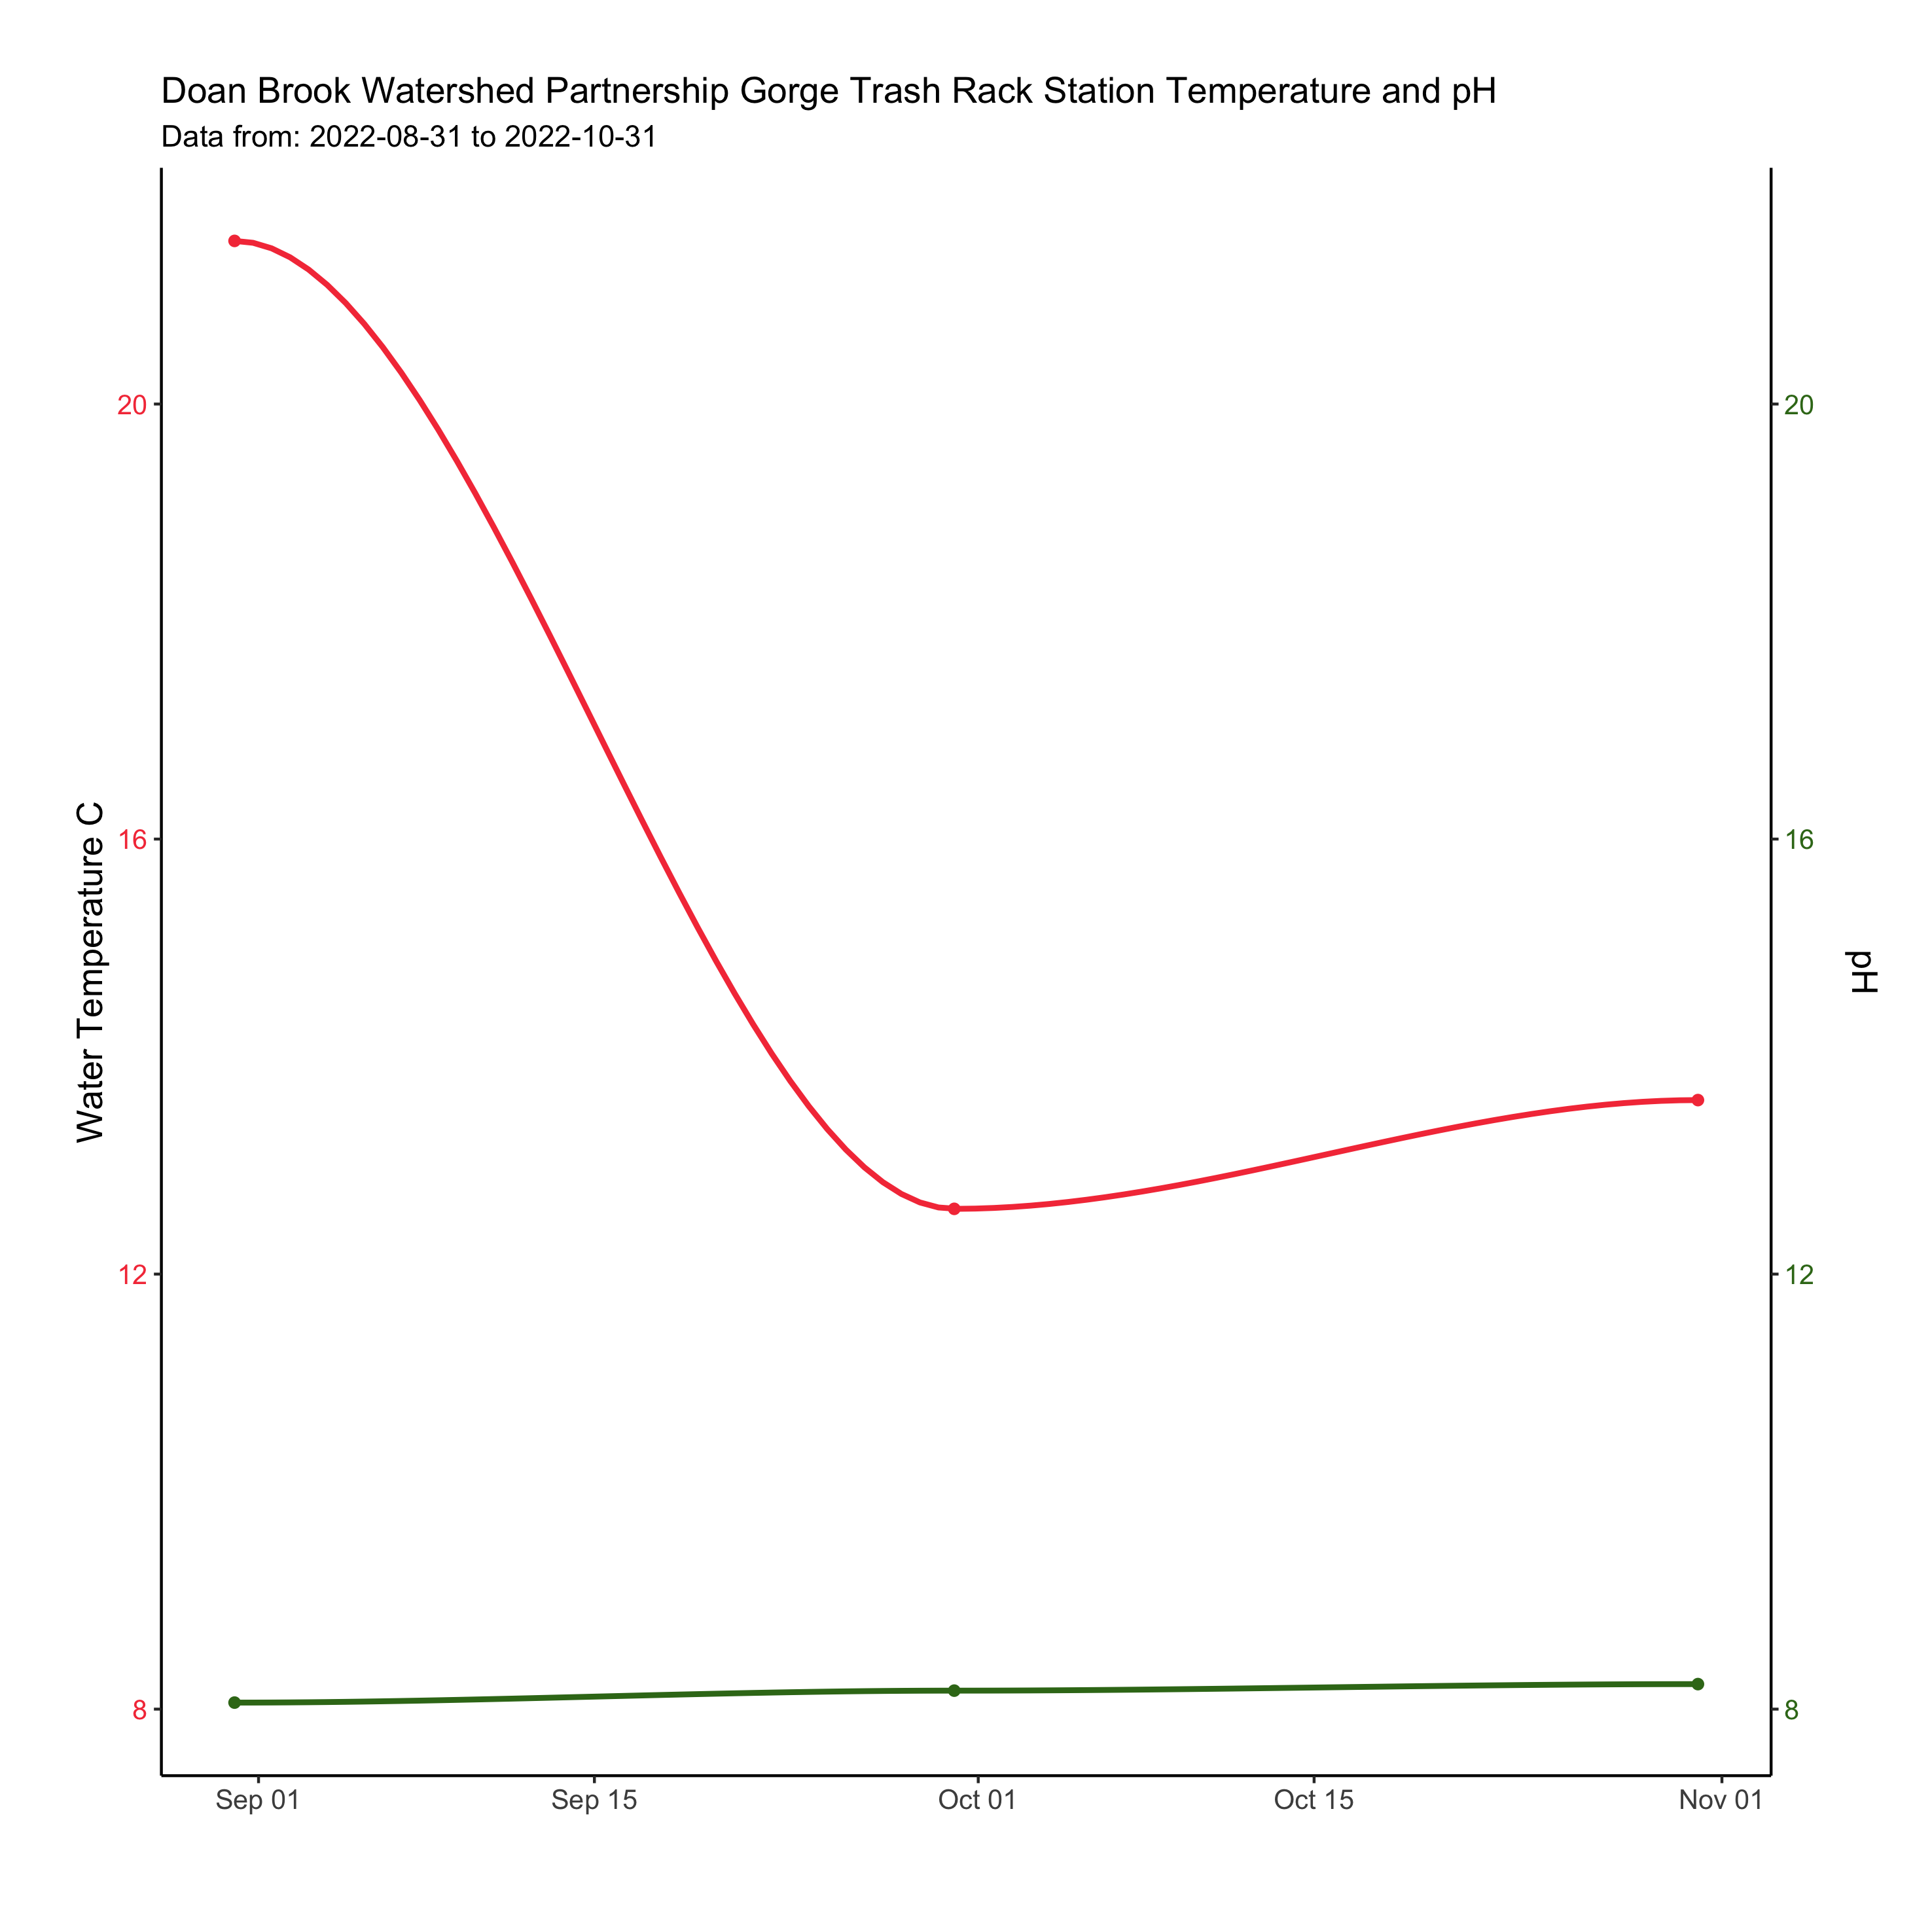 Doan Brook Watershed Partnership Gorge Trash Rack Station Temperature and pH
Data from: 2022-08-31 to 2022-10-31
Water Temperature C
20
16
12
8
20
16
12
8
pH
Sep 01
Sep 15
Oct 01
Oct 15
Nov 01